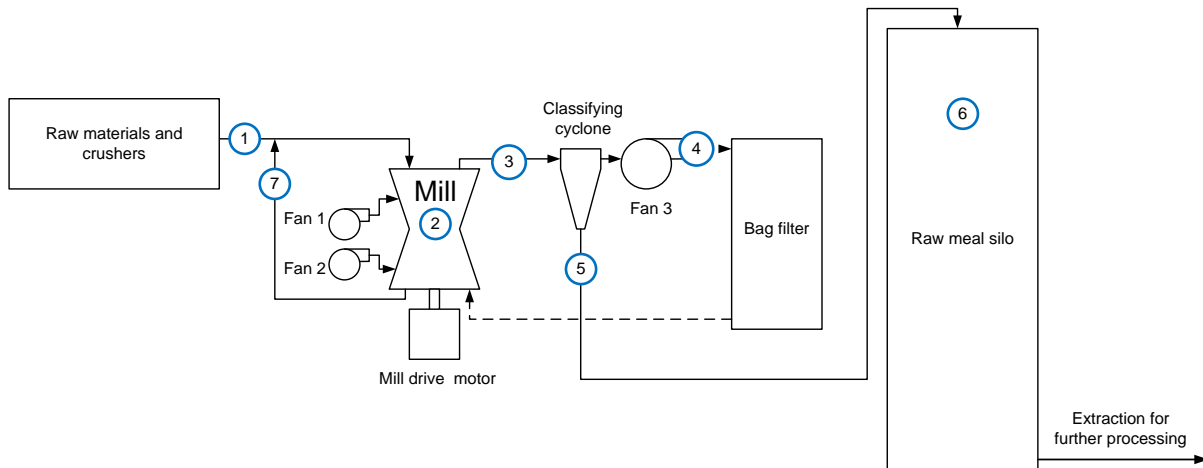 Raw materials and
crushers
1
7
Fan 1
Fan 2
Mill
2
Mill drive motor
3
Classifying
cyclone
5
Fan 3
4
Bag filter
6
Raw meal silo
Extraction for
further processing